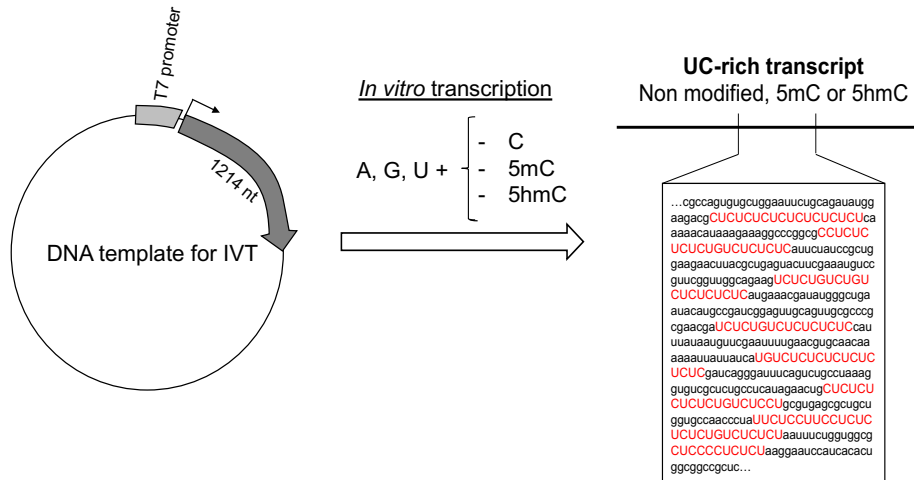 T7 promoter
1214 nt
DNA template for IVT
In vitro transcription
A, G, U +
- C
- 5mC
- 5hmC
UC-rich transcript
Non modified, 5mC or 5hmC
...cgccagugugcuggaauucugcagauaugg
aagacgCUCUCUCUCUCUCUCUCUca
aaaacauaaagaaaggcccggcgCCUCUC
UCUCUGUCUCUCUCauucuauccgcug
gaagaacuuacgcugaguacuucgaaaugucc
guucgguuggcagaagUCUCUGUCUGU
CUCUCUCUCaugaaacgauaugggcuga
auacaugccgaucggaguugcaguugcgcccg
cgaacgaUCUCUGUCUCUCUCUCcau
uuauaauguucgaauuuugaacgugcaacaa
aaaauuauuaucaUGUCUCUCUCUCUC
UCUCgaucagggauuucagucugccuaaag
gugucgcucugccucauagaacugCUCUCU
CUCUCUGUCUCCUgcgugagcgcugcu
ggugccaacccuaUUCUCCUUCCUCUC
UCUCUGUCUCUCUaauuucugguggcg
CUCCCCUCUCUaaggaauccaucacacu
ggcggccgcuc...